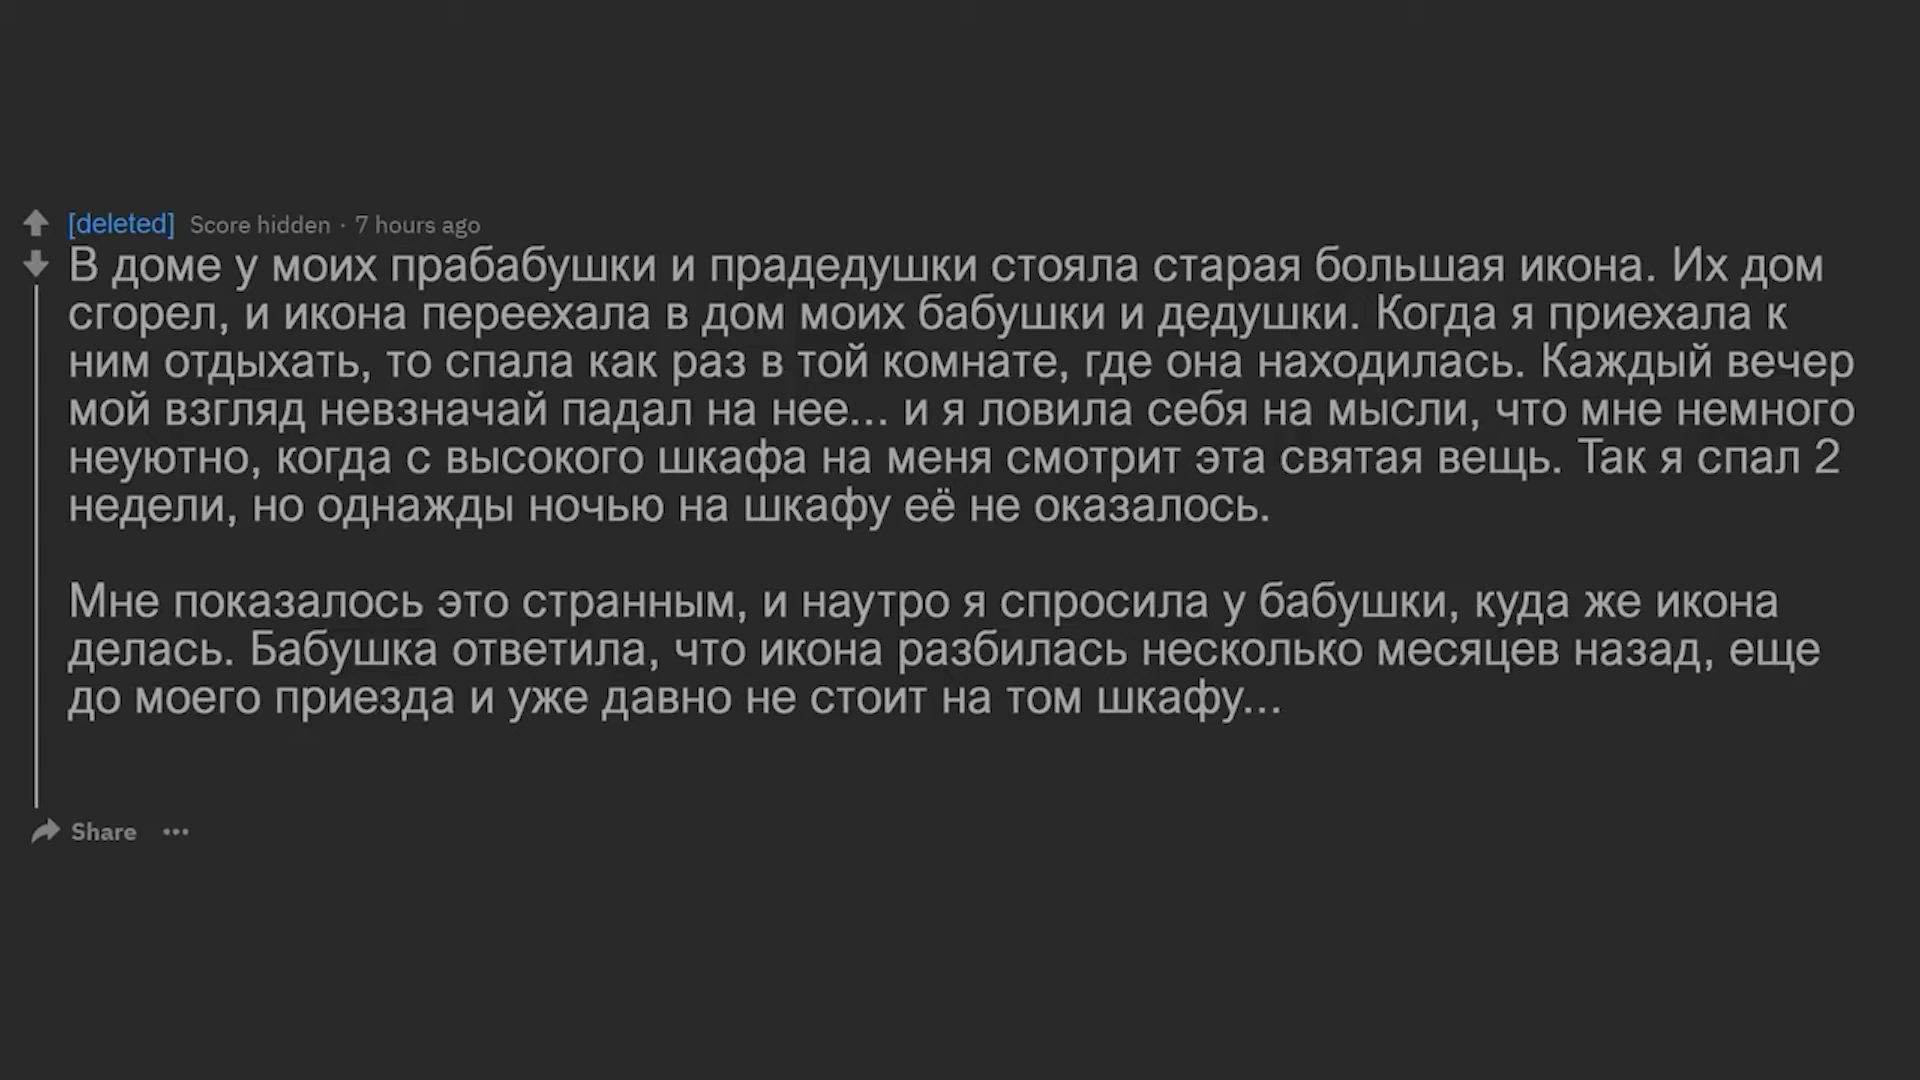 [deleted] Score hidden · 7 hours ago
В доме у моих прабабушки и прадедушки стояла старая большая икона. Их дом
сгорел, и икона переехала в дом моих бабушки и дедушки. Когда я приехала к
ним отдыхать, то спала как раз в той комнате, где она находилась. Каждый вечер
мой взгляд невзначай падал на нее... и я ловила себя на мысли, что мне немного
неуютно, когда с высокого шкафа на меня смотрит эта святая вещь. Так я спал 2
недели, но однажды ночью на шкафу её не оказалось.
Мне показалось это странным, и наутро я спросила у бабушки, куда же икона
делась. Бабушка ответила, что икона разбилась несколько месяцев назад, еще
до моего приезда и уже давно не стоит на том шкафу...
Share ...